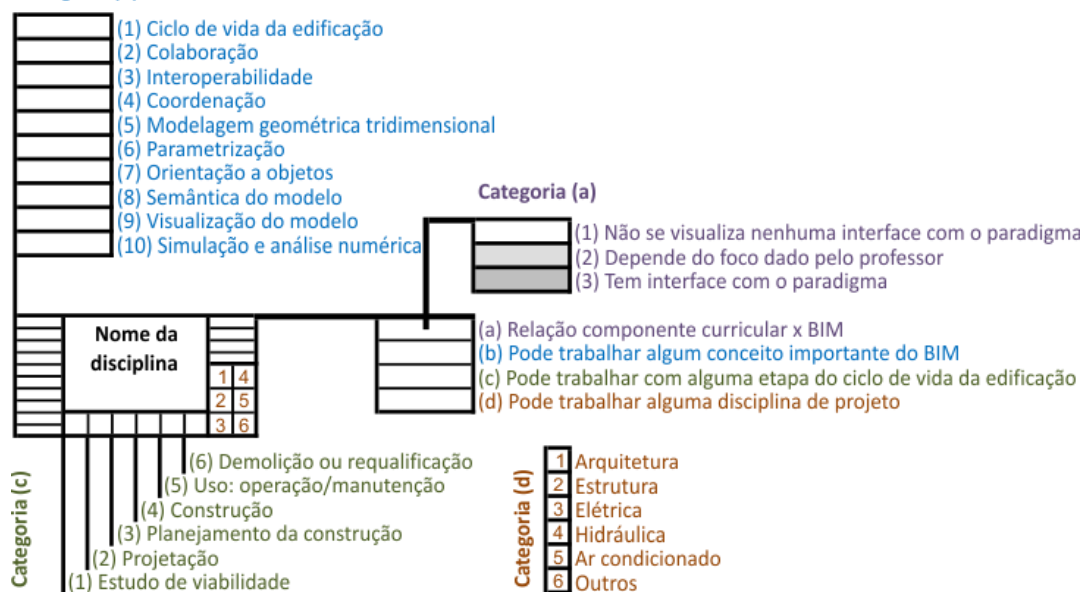 (1) Ciclo de vida da edificação
(2) Colaboração
(3) Interoperabilidade
(4) Coordenação
(5) Modelagem geométrica tridimensional
(6) Parametrização
(7) Orientação a objetos
(8) Semântica do modelo
(9) Visualização do modelo
(10) Simulação e análise numérica
Categoria (a)
(1) Não se visualiza nenhuma interface com o paradigma
(2) Depende do foco dado pelo professor
(3) Tem interface com o paradigma
Nome da
disciplina
1 4
2 5
3 6
(a) Relação componente curricular x BIM
(b) Pode trabalhar algum conceito importante do BIM
(c) Pode trabalhar com alguma etapa do ciclo de vida da edificação
(d) Pode trabalhar alguma disciplina de projeto
Categoria (c)
(6) Demolição ou requalificação
(5) Uso: operação/manutenção
(4) Construção
(3) Planejamento da construção
(2) Projetação
(1) Estudo de viabilidade
Categoria (d)
1 Arquitetura
2 Estrutura
3 Elétrica
4 Hidráulica
5 Ar condicionado
6 Outros